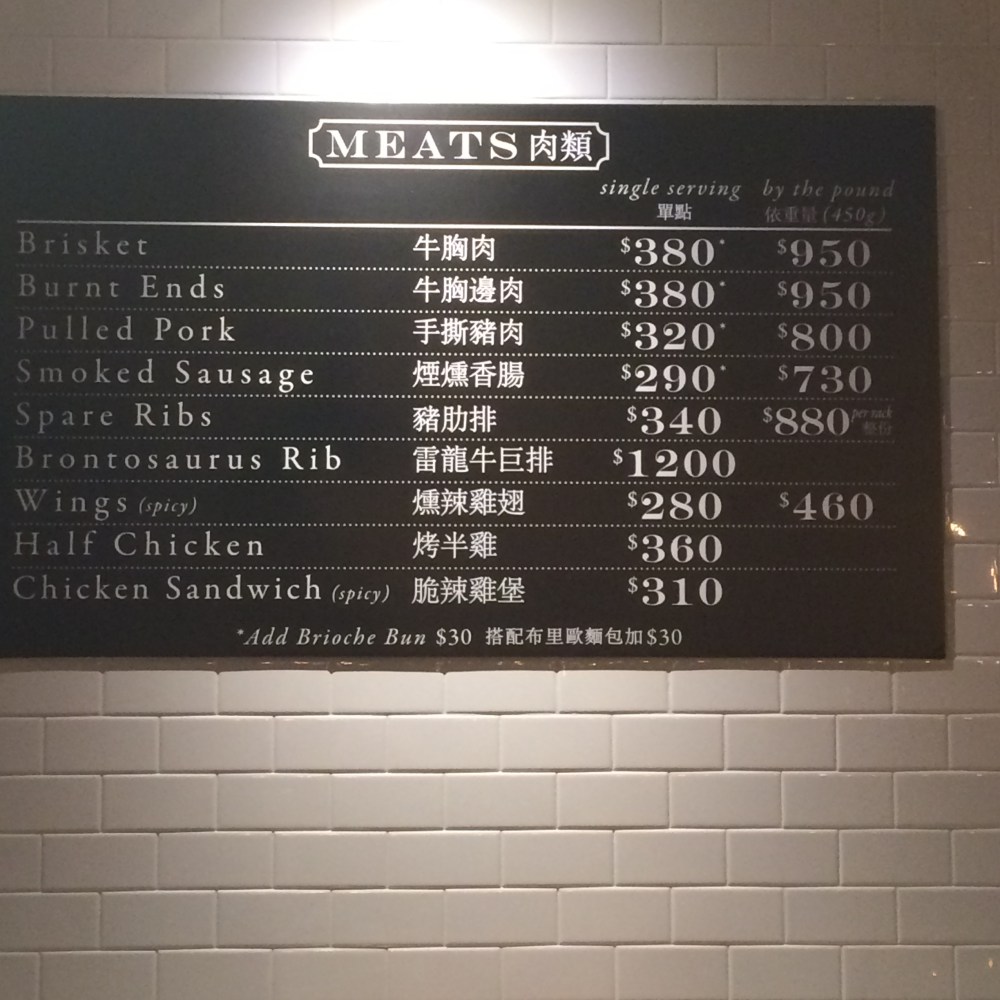 MEATS 肉類
single serving by the pound
單點 依重量 (450g)
Brisket 牛胸肉 $380* $950
Burnt Ends 牛胸邊肉 $380* $950
Pulled Pork 手撕豬肉 $320* $800
Smoked Sausage 煙燻香腸 $290* $730
Spare Ribs 豬肋排 $340 $880 per rack 整份
Brontosaurus Rib 雷龍牛巨排 $1200
Wings (spicy) 燻辣雞翅 $280 $460
Half Chicken 烤半雞 $360
Chicken Sandwich (spicy) 脆辣雞堡 $310
*Add Brioche Bun $30 搭配布里歐麵包加$30